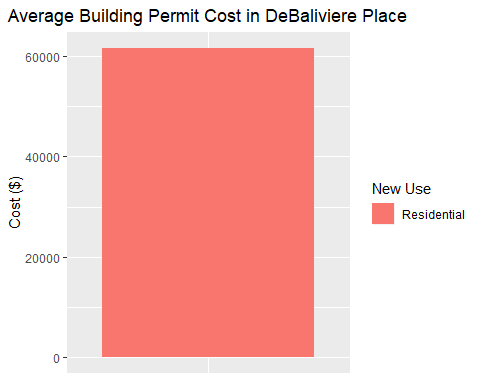 Average Building Permit Cost in DeBaliviere Place
60000
40000
20000
0
Cost ($)
New Use
Residential